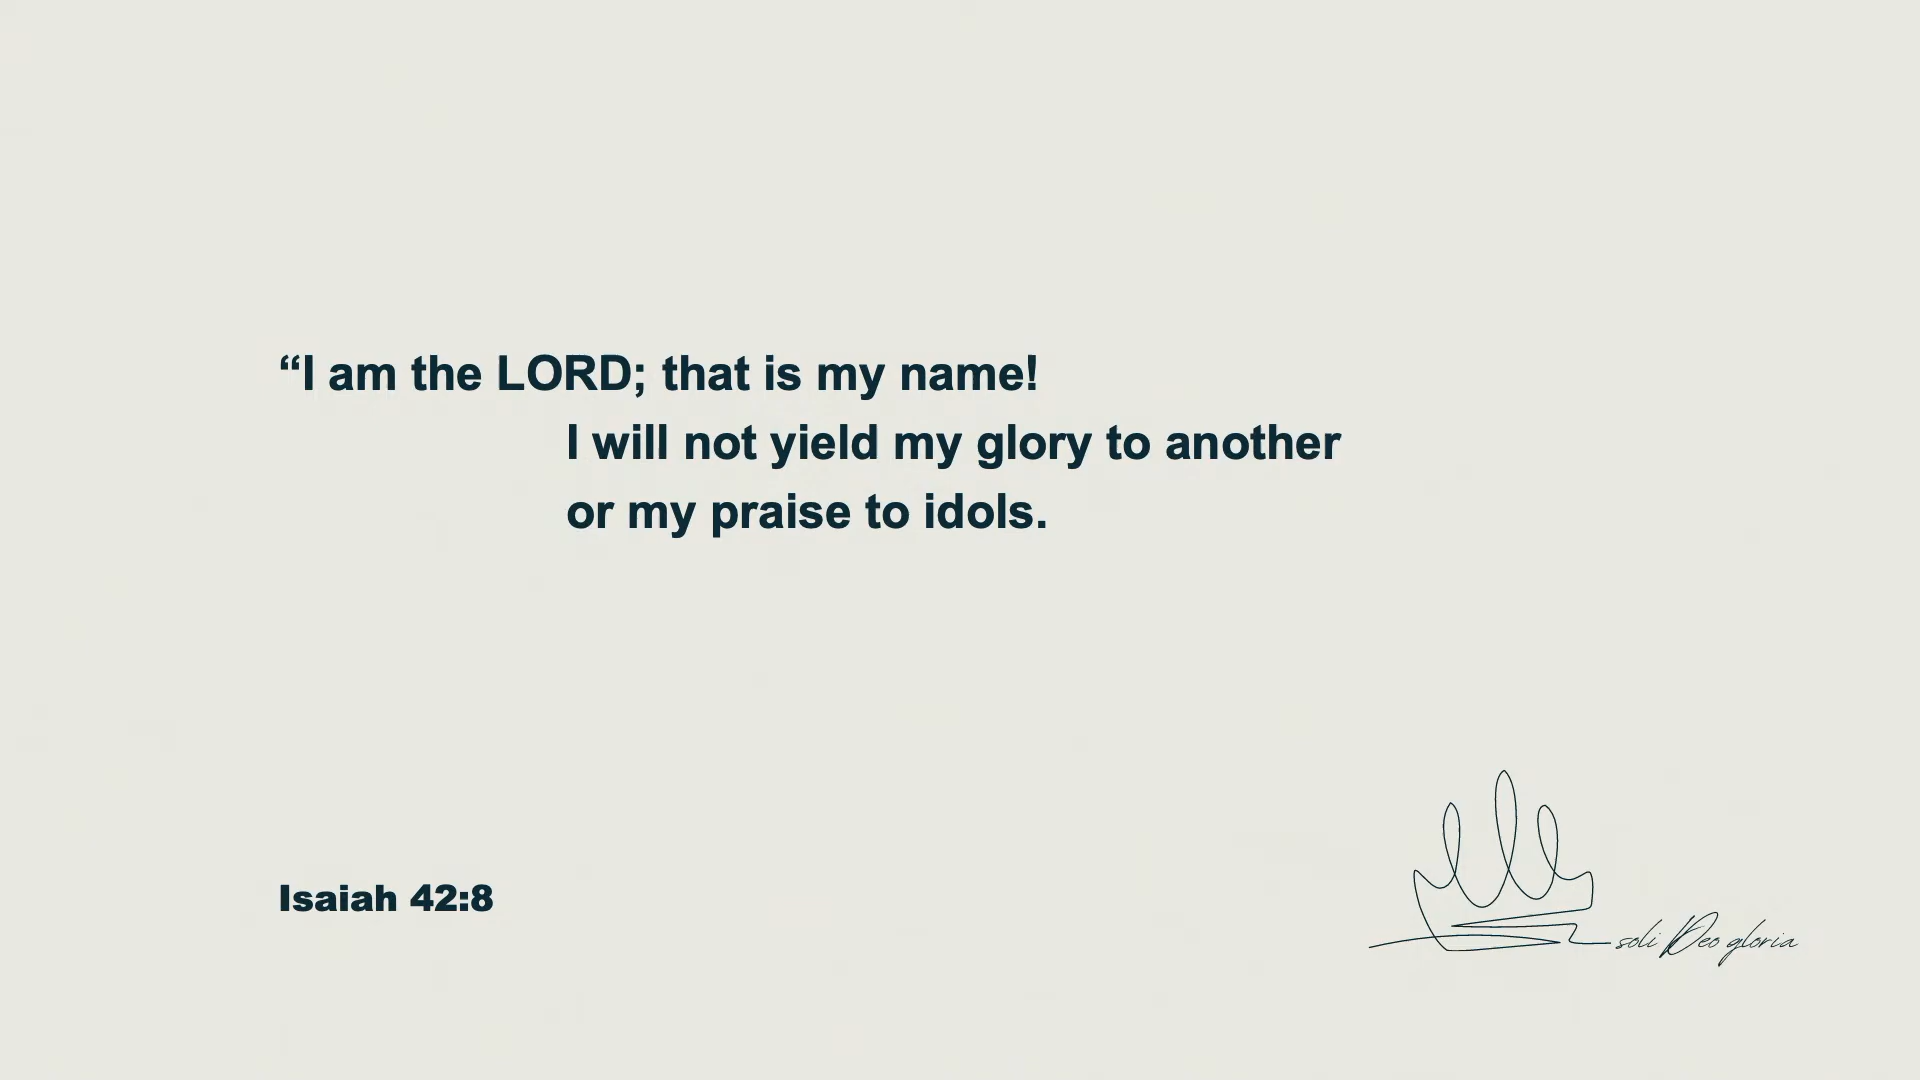 “I am the LORD; that is my name!
I will not yield my glory to another
or my praise to idols.
Isaiah 42:8
soli Deo gloria